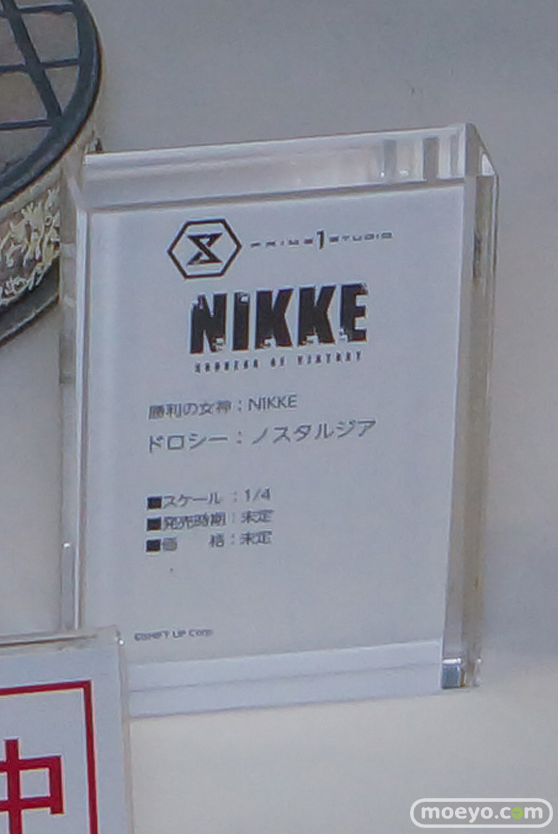 PRIME 1 STUDIO
NIKKE
GODDESS OF VICTORY
勝利の女神：NIKKE
ドロシー：ノスタルジア
■スケール ：1/4
■発売時期：未定
■価　　格：未定
©SHIFT UP Corp.
中
moeyo.com